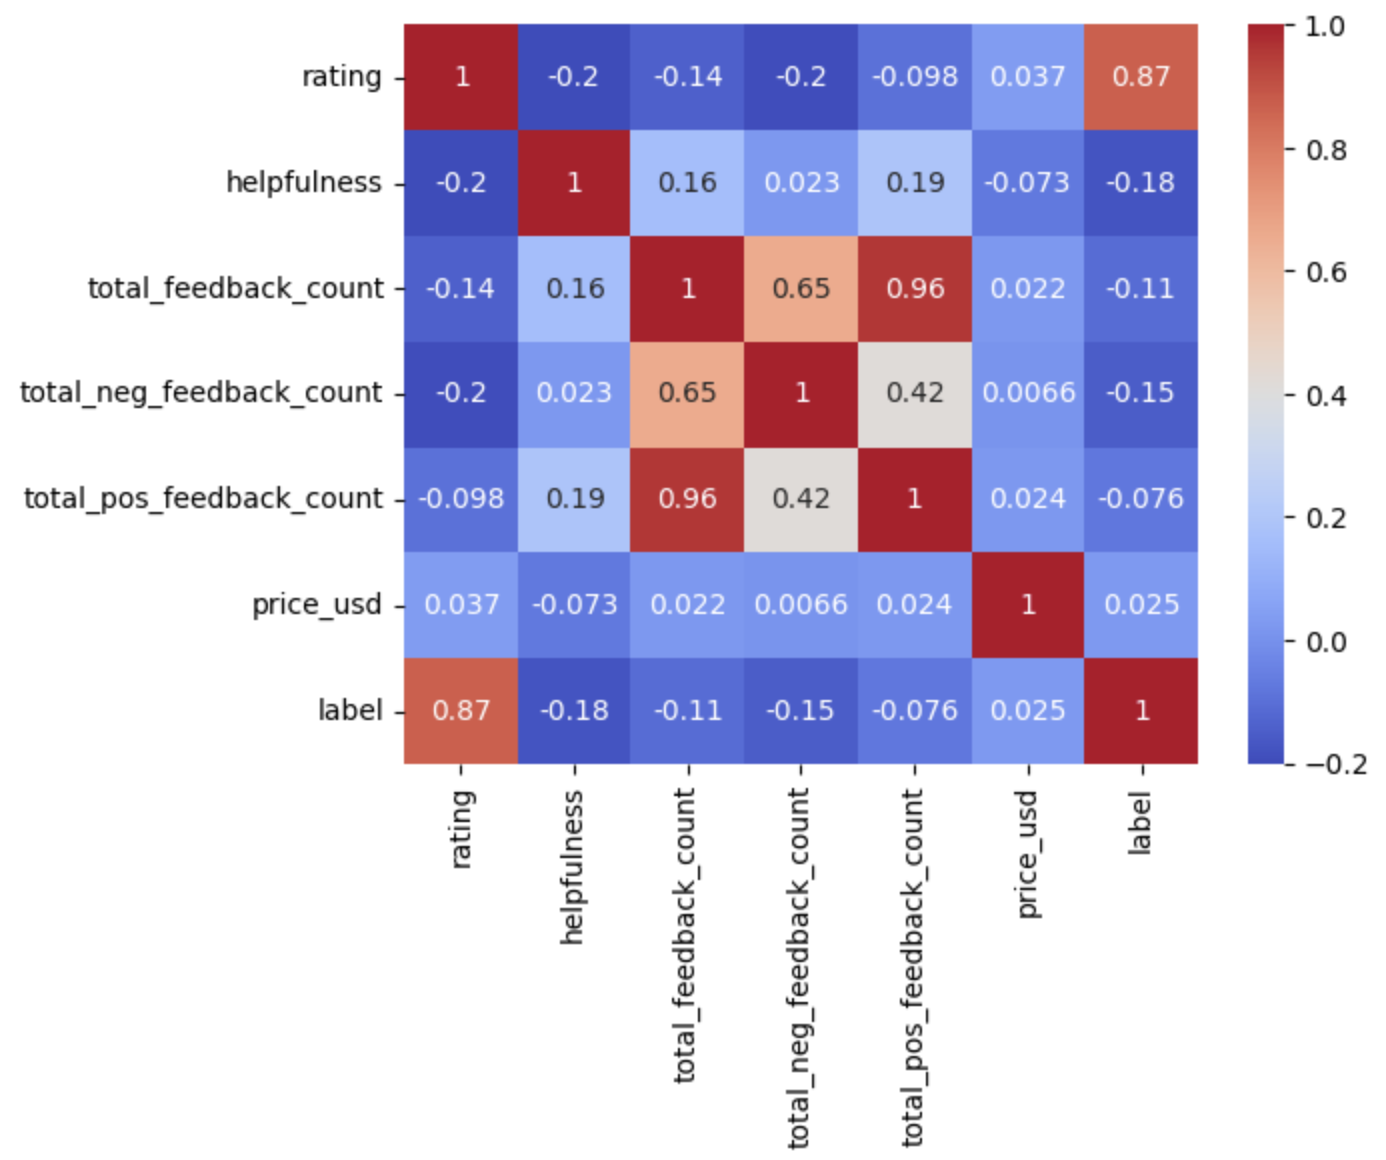 rating 1 -0.2 -0.14 -0.2 -0.098 0.037 0.87
helpfulness -0.2 1 0.16 0.023 0.19 -0.073 -0.18
total_feedback_count -0.14 0.16 1 0.65 0.96 0.022 -0.11
total_neg_feedback_count -0.2 0.023 0.65 1 0.42 0.0066 -0.15
total_pos_feedback_count -0.098 0.19 0.96 0.42 1 0.024 -0.076
price_usd 0.037 -0.073 0.022 0.0066 0.024 1 0.025
label 0.87 -0.18 -0.11 -0.15 -0.076 0.025 1
rating
helpfulness
total_feedback_count
total_neg_feedback_count
total_pos_feedback_count
price_usd
label
1.0
0.8
0.6
0.4
0.2
0.0
−0.2